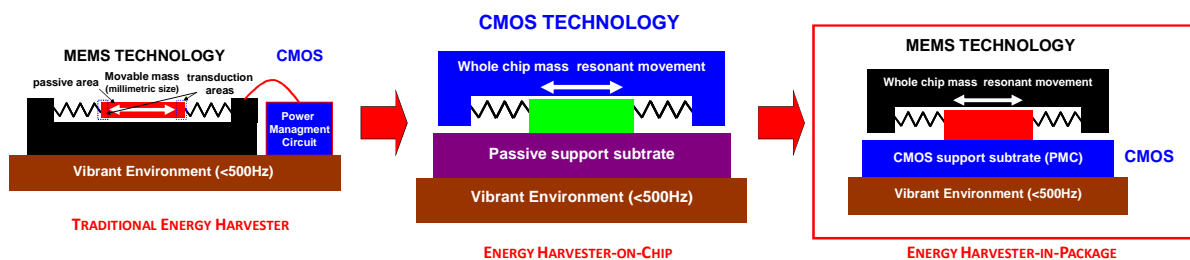 MEMS TECHNOLOGY
CMOS
passive area
Movable mass
(millimetric size)
transduction
areas
Power
Managment
Circuit
Vibrant Environment (<500Hz)
TRADITIONAL ENERGY HARVESTER
CMOS TECHNOLOGY
Whole chip mass resonant movement
Passive support subtrate
Vibrant Environment (<500Hz)
ENERGY HARVESTER-ON-CHIP
MEMS TECHNOLOGY
Whole chip mass resonant movement
CMOS support subtrate (PMC)
CMOS
Vibrant Environment (<500Hz)
ENERGY HARVESTER-IN-PACKAGE